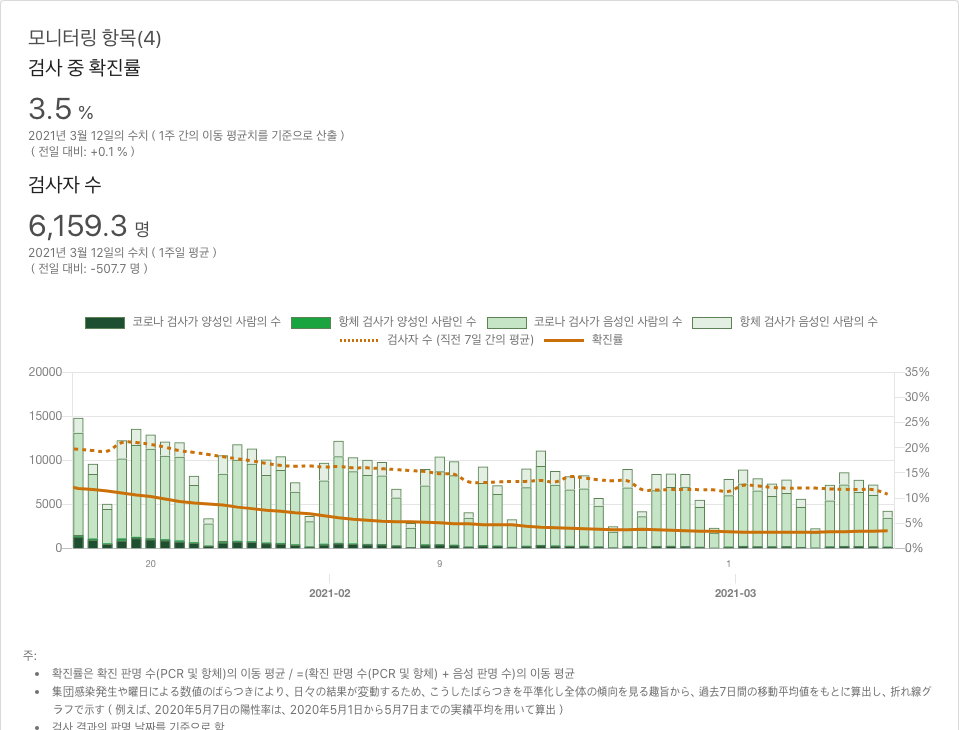 모니터링 항목(4)
검사 중 확진률
3.5 %
2021년 3월 12일의 수치 ( 1주 간의 이동 평균치를 기준으로 산출 )
( 전일 대비: +0.1 % )
검사자 수
6,159.3 명
2021년 3월 12일의 수치 ( 1주일 평균 )
( 전일 대비: -507.7 명 )
코로나 검사가 양성인 사람의 수 항체 검사가 양성인 사람인 수 코로나 검사가 음성인 사람의 수 항체 검사가 음성인 사람의 수
검사자 수 (직전 7일 간의 평균) 확진률
20000 35%
30%
15000 25%
20%
10000 15%
5000 10%
5%
0 0%
20 9 1
2021-02 2021-03
주:
• 확진률은 확진 판명 수(PCR 및 항체)의 이동 평균 / =(확진 판명 수(PCR 및 항체) + 음성 판명 수)의 이동 평균
• 集団感染発生や曜日による数値のばらつきにより、日々の結果が変動するため、こうしたばらつきを平準化し全体の傾向を見る趣旨から、過去7日間の移動平均値をもとに算出し、折れ線グ
ラフで示す ( 例えば、2020年5月7日の陽性率は、2020年5月1日から5月7日までの実績平均を用いて算出 )
• 검사 결과의 판명 날짜를 기준으로 함